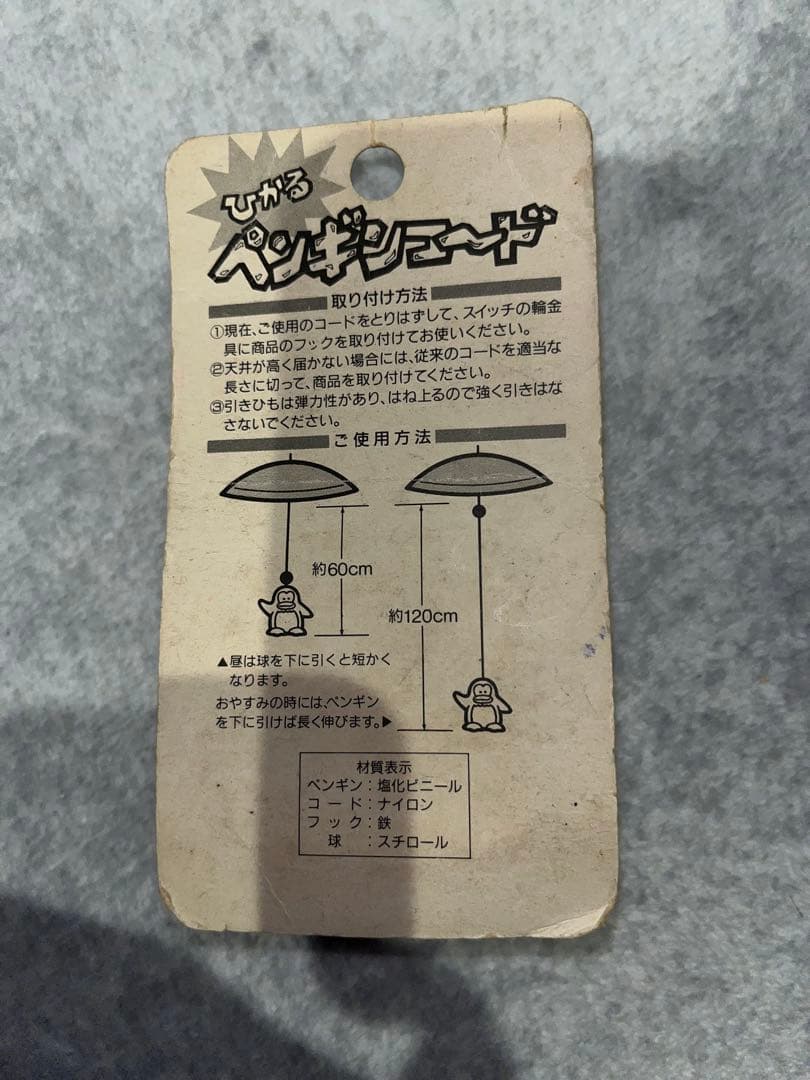 ひかる
ペンギンコード
取り付け方法
①現在、ご使用のコードをとりはずして、スイッチの輪金
具に商品のフックを取り付けてお使いください。
②天井が高く届かない場合には、従来のコードを適当な
長さに切って、商品を取り付けてください。
③引きひもは弾力性があり、はね上るので強く引きはな
さないでください。
ご使用方法
約60cm
約120cm
▲昼は球を下に引くと短かく
なります。
おやすみの時には、ペンギン
を下に引けば長く伸びます。▶
材質表示
ペンギン：塩化ビニール
コード：ナイロン
フック：鉄
球：スチロール